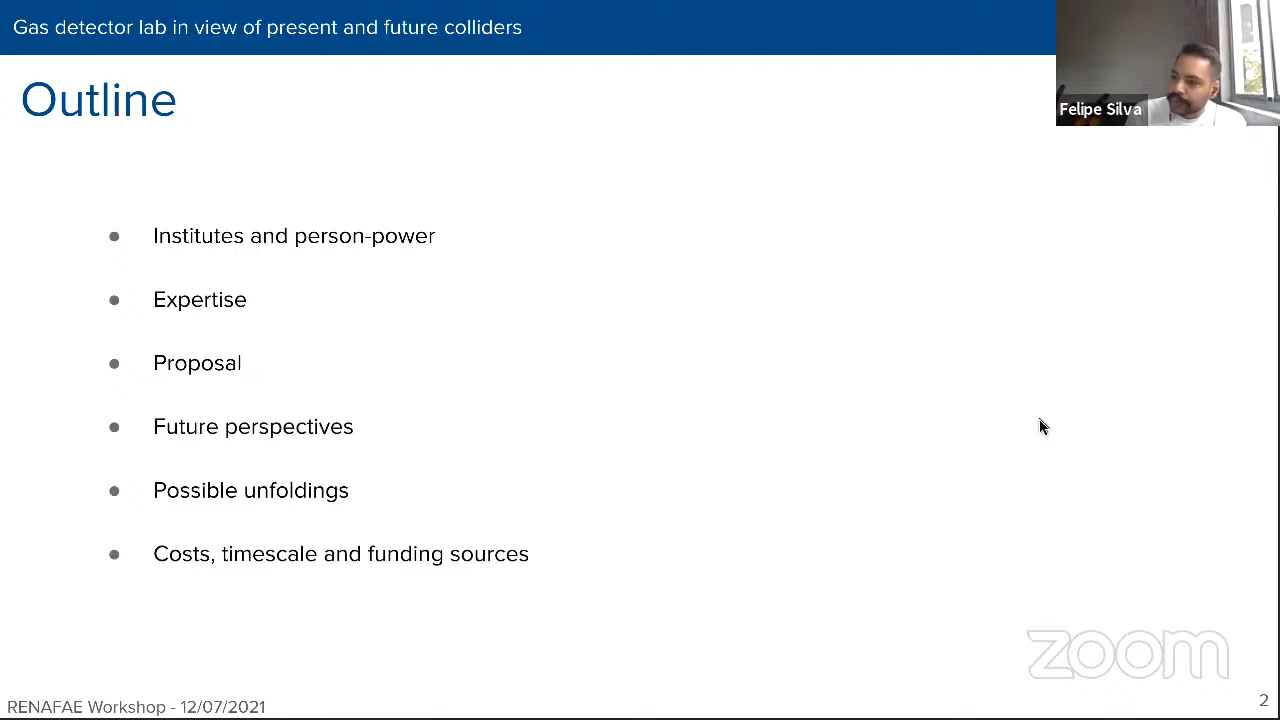 Gas detector lab in view of present and future colliders
Outline
Felipe Silva
Institutes and person-power
Expertise
Proposal
Future perspectives
Possible unfoldings
Costs, timescale and funding sources
zoom
RENAFAE Workshop - 12/07/2021
2